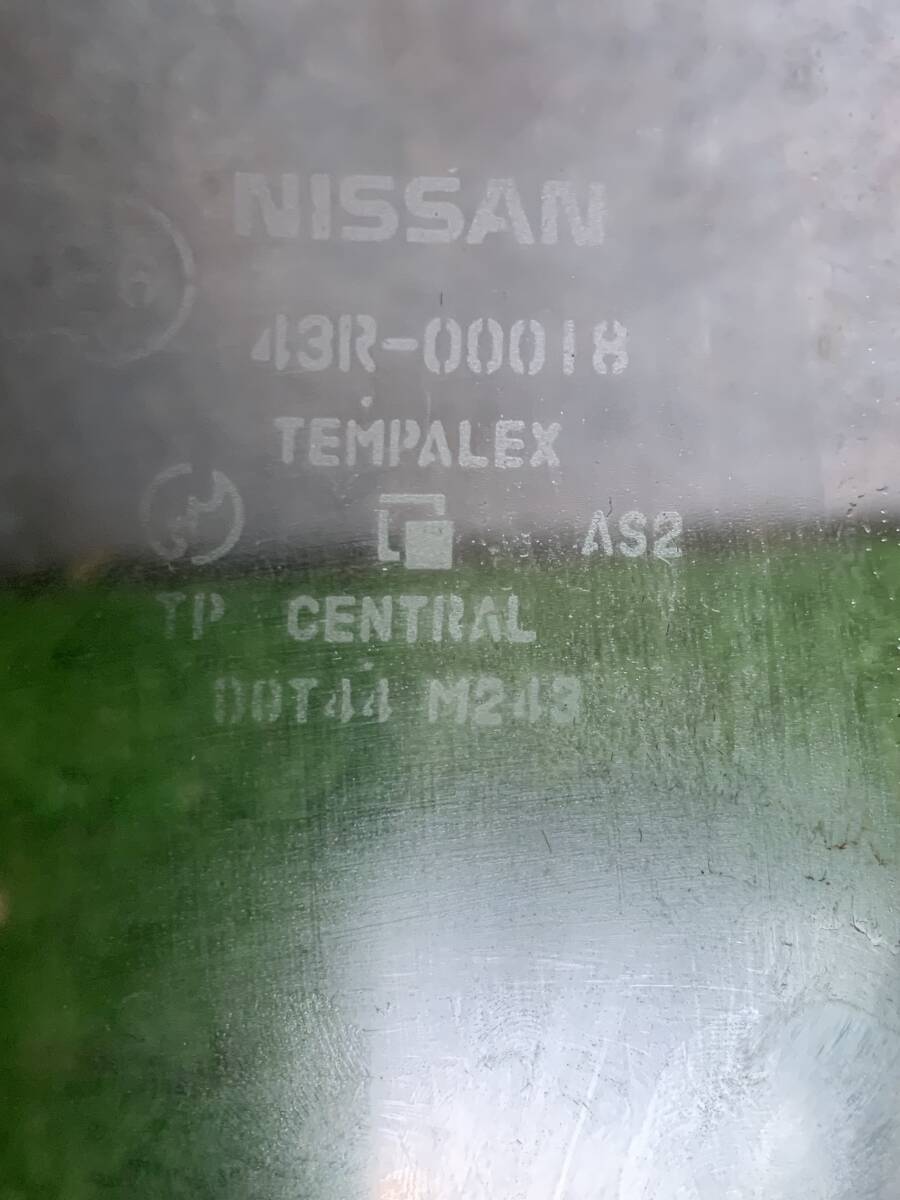 NISSAN
43R-00018
TEMPALEX
AS2
TP CENTRAL
DOT44 M243